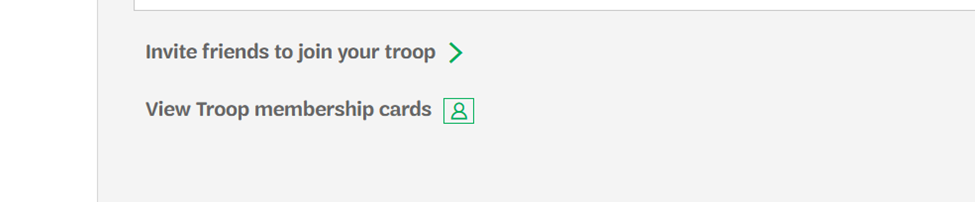 Invite friends to join your troop
View Troop membership cards